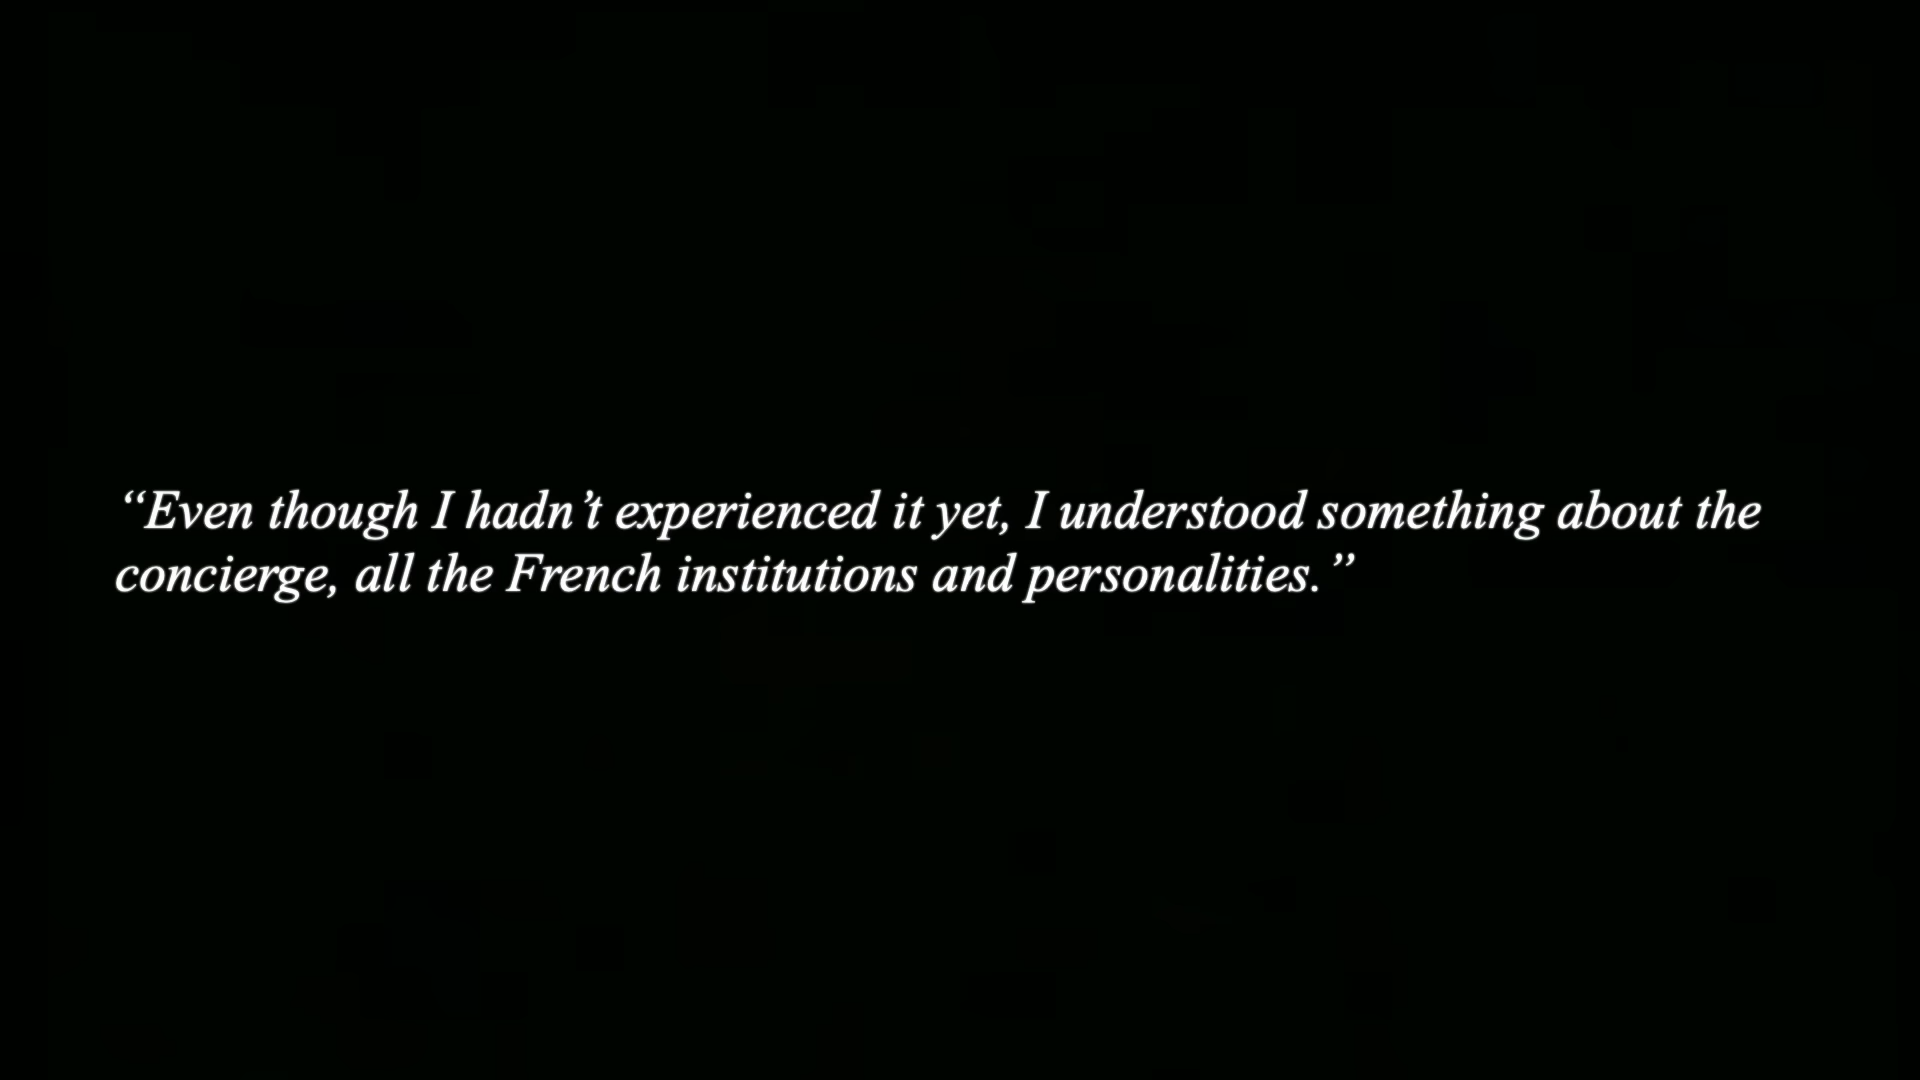 “Even though I hadn’t experienced it yet, I understood something about the
concierge, all the French institutions and personalities.”